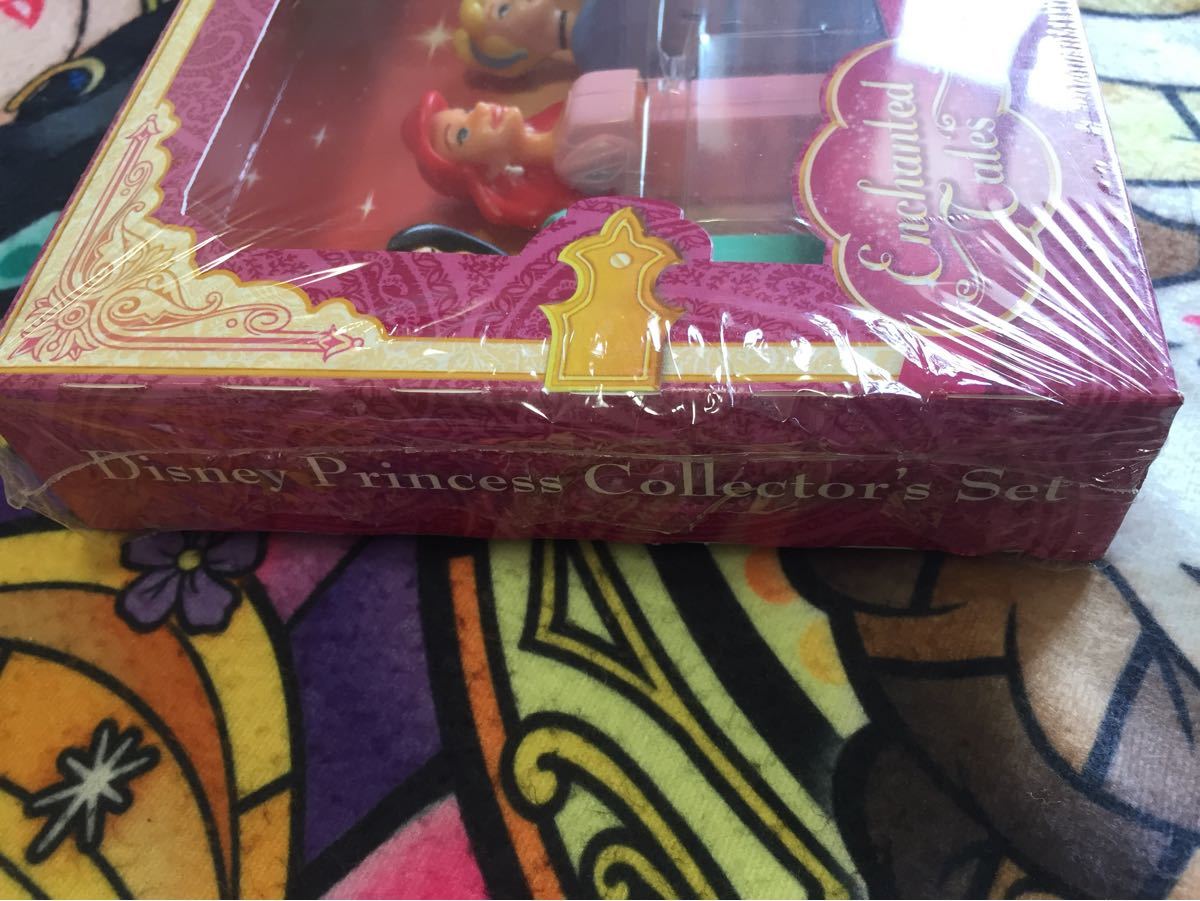 Enchanted
Tales
Disney Princess Collector's Set